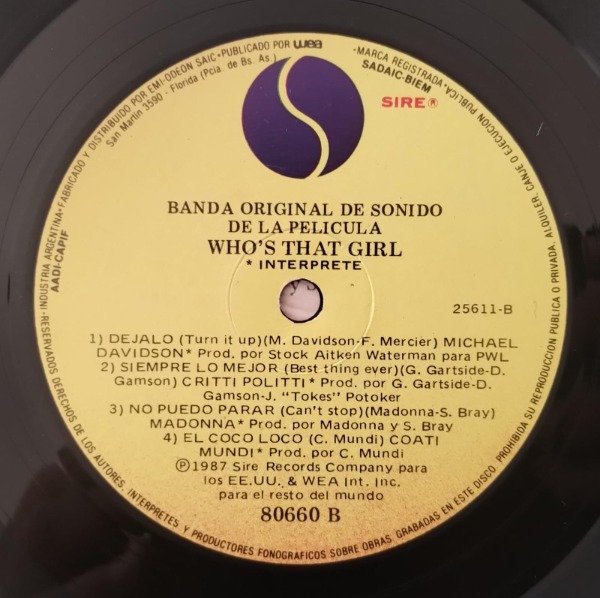 INDUSTRIA ARGENTINA•FABRICADO Y DISTRIBUIDO POR EMI-ODEON SAIC•PUBLICADO POR wea
AADI-CAPIF
San Martin 3590 - Florida (Pcia. de Bs. As.)
•MARCA REGISTRADA•
SADAIC-BIEM
SIRE®
BANDA ORIGINAL DE SONIDO
DE LA PELICULA
WHO'S THAT GIRL
* INTERPRETE
25611-B
1) DEJALO (Turn it up)(M. Davidson-F. Mercier) MICHAEL
DAVIDSON* Prod. por Stock Aitken Waterman para PWL
2) SIEMPRE LO MEJOR (Best thing ever)(G. Gartside-D.
Gamson) CRITTI POLITTI* Prod. por G. Gartside-D.
Gamson-J. "Tokes" Potoker
3) NO PUEDO PARAR (Can't stop)(Madonna-S. Bray)
MADONNA* Prod. por Madonna y S. Bray
4) EL COCO LOCO (C. Mundi) COATI
MUNDI* Prod. por C. Mundi
℗1987 Sire Records Company para
los EE.UU. & WEA Int. Inc.
para el resto del mundo
80660 B
RESERVADOS DERECHOS DE LOS AUTORES, INTERPRETES Y PRODUCTORES FONOGRAFICOS SOBRE OBRAS GRABADAS EN ESTE DISCO. PROHIBIDA SU REPRODUCCION PUBLICA O PRIVADA, ALQUILER, CANJE O EJECUCION PUBLICA.